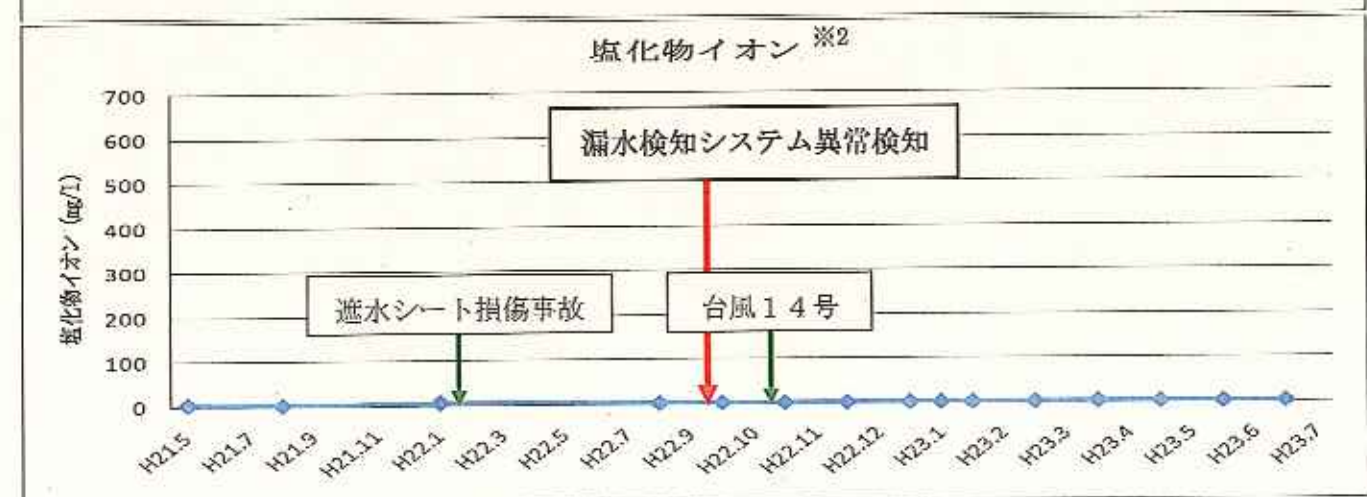 塩化物イオン ※2
塩化物イオン (mg/l)
700
600
500
400
300
200
100
0
漏水検知システム異常検知
遮水シート損傷事故
台風14号
H21.5
H21.7
H21.9
H21.11
H22.1
H22.3
H22.5
H22.7
H22.9
H22.10
H22.11
H22.12
H23.1
H23.2
H23.3
H23.4
H23.5
H23.6
H23.7